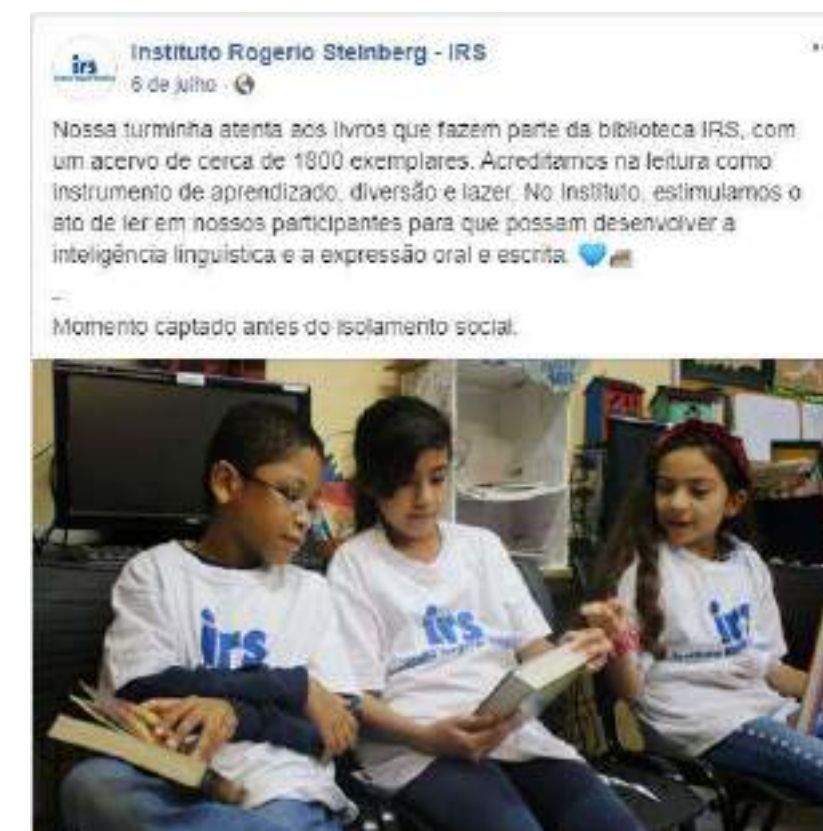 irs
Instituto Rogerio Steinberg - IRS
6 de julho ·
Nossa turminha atenta aos livros que fazem parte da biblioteca IRS, com
um acervo de cerca de 1800 exemplares. Acreditamos na leitura como
instrumento de aprendizado, diversão e lazer. No Instituto, estimulamos o
ato de ler em nossos participantes para que possam desenvolver a
inteligência linguística e a expressão oral e escrita. 💙
_
Momento captado antes do isolamento social.
irs
irs
irs